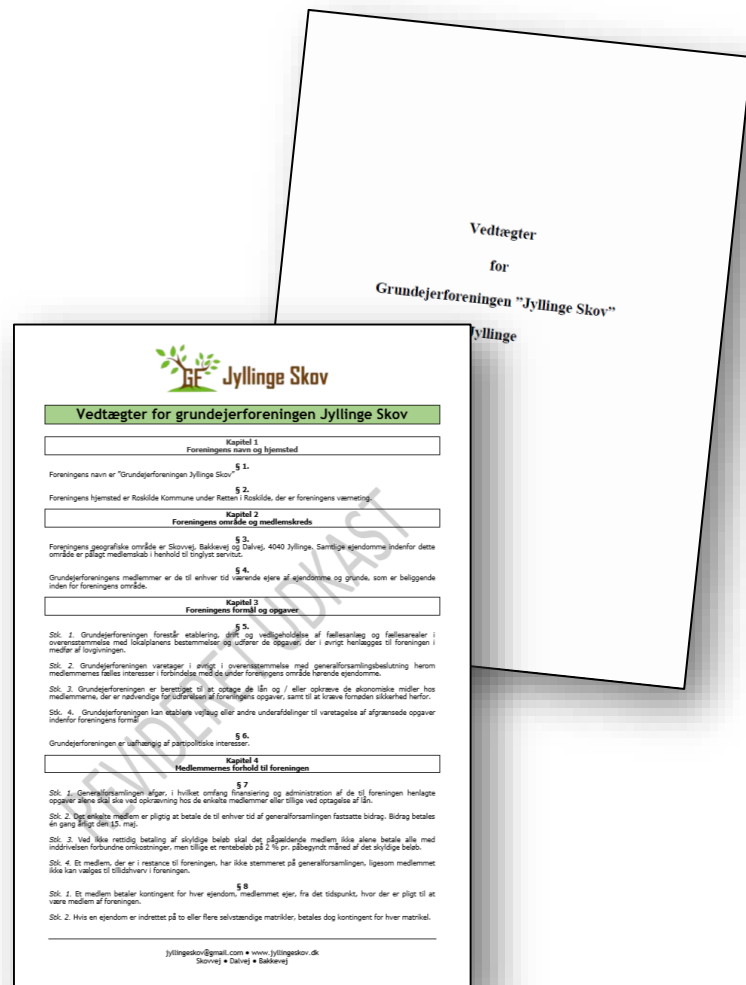 Vedtægter
for
Grundejerforeningen ”Jyllinge Skov”
Jyllinge
GF Jyllinge Skov
Vedtægter for grundejerforeningen Jyllinge Skov
Kapitel 1
Foreningens navn og hjemsted
§ 1.
Foreningens navn er ”Grundejerforeningen Jyllinge Skov”
§ 2.
Foreningens hjemsted er Roskilde Kommune under Retten i Roskilde, der er foreningens værneting.
Kapitel 2
Foreningens område og medlemskreds
§ 3.
Foreningens geografiske område er Skovvej, Bakkevej og Dalvej, 4040 Jyllinge. Samtlige ejendomme indenfor dette
område er pålagt medlemskab i henhold til tinglyst servitut.
§ 4.
Grundejerforeningens medlemmer er de til enhver tid værende ejere af ejendomme og grunde, som er beliggende
inden for foreningens område.
Kapitel 3
Foreningens formål og opgaver
§ 5.
Stk. 1. Grundejerforeningen forestår etablering, drift og vedligeholdelse af fællesanlæg og fællesarealer i
overensstemmelse med lokalplanens bestemmelser og udfører de opgaver, der i øvrigt henlægges til foreningen i
medfør af lovgivningen.
Stk. 2. Grundejerforeningen varetager i øvrigt i overensstemmelse med generalforsamlingsbeslutning herom
medlemmernes fælles interesser i forbindelse med de under foreningens område hørende ejendomme.
Stk. 3. Grundejerforeningen er berettiget til at optage de lån og / eller opkræve de økonomiske midler hos
medlemmerne, der er nødvendige for udførelsen af foreningens opgaver, samt til at kræve fornøden sikkerhed herfor.
Stk. 4. Grundejerforeningen kan etablere vejlaug eller andre underafdelinger til varetagelse af afgrænsede opgaver
indenfor foreningens formål
§ 6.
Grundejerforeningen er uafhængig af partipolitiske interesser.
Kapitel 4
Medlemmernes forhold til foreningen
§ 7
Stk. 1. Generalforsamlingen afgør, i hvilket omfang finansiering og administration af de til foreningen henlagte
opgaver alene skal ske ved opkrævning hos de enkelte medlemmer eller tillige ved optagelse af lån.
Stk. 2. Det enkelte medlem er pligtig at betale de til enhver tid af generalforsamlingen fastsatte bidrag. Bidrag betales
én gang årligt den 15. maj.
Stk. 3. Ved ikke rettidig betaling af skyldige beløb skal det pågældende medlem ikke alene betale alle med
inddrivelsen forbundne omkostninger, men tillige et rentebeløb på 2 % pr. påbegyndt måned af det skyldige beløb.
Stk. 4. Et medlem, der er i restance til foreningen, har ikke stemmeret på generalforsamlingen, ligesom medlemmet
ikke kan vælges til tillidshverv i foreningen.
§ 8
Stk. 1. Et medlem betaler kontingent for hver ejendom, medlemmet ejer, fra det tidspunkt, hvor der er pligt til at
være medlem af foreningen.
Stk. 2. Hvis en ejendom er indrettet på to eller flere selvstændige matrikler, betales dog kontingent for hver matrikel.
jyllingeskov@gmail.com ● www.jyllingeskov.dk
Skovvej ● Dalvej ● Bakkevej
REVIDERET UDKAST